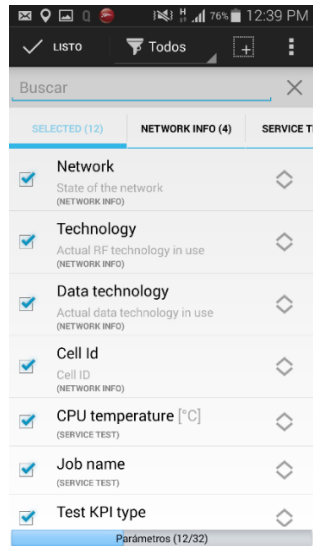 76% 12:39 PM
LISTO Todos
Buscar
SELECTED (12) NETWORK INFO (4) SERVICE T
Network
State of the network
(NETWORK INFO)
Technology
Actual RF technology in use
(NETWORK INFO)
Data technology
Actual data technology in use
(NETWORK INFO)
Cell Id
Cell ID
(NETWORK INFO)
CPU temperature [°C]
(SERVICE TEST)
Job name
(SERVICE TEST)
Test KPI type
Parámetros (12/32)